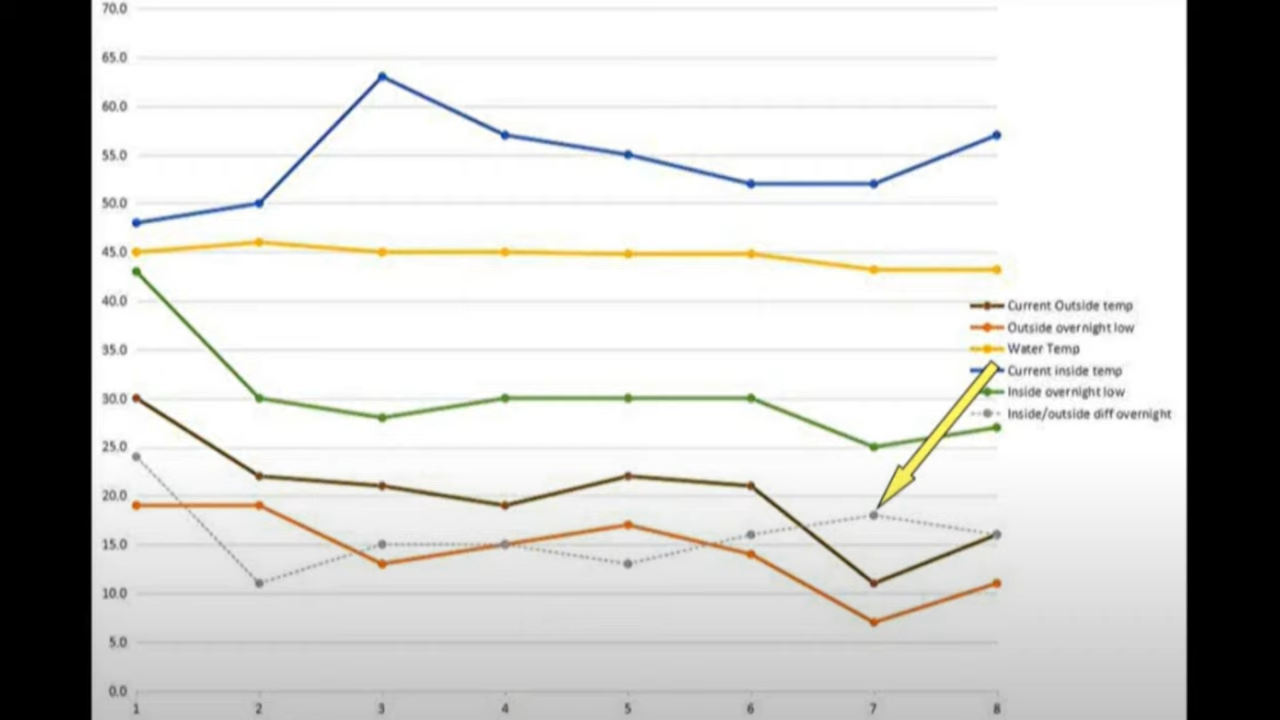 70.0
65.0
60.0
55.0
50.0
45.0
40.0
35.0
30.0
25.0
20.0
15.0
10.0
5.0
0.0
1 2 3 4 5 6 7 8
Current Outside temp
Outside overnight low
Water Temp
Current inside temp
Inside overnight low
Inside/outside diff overnight